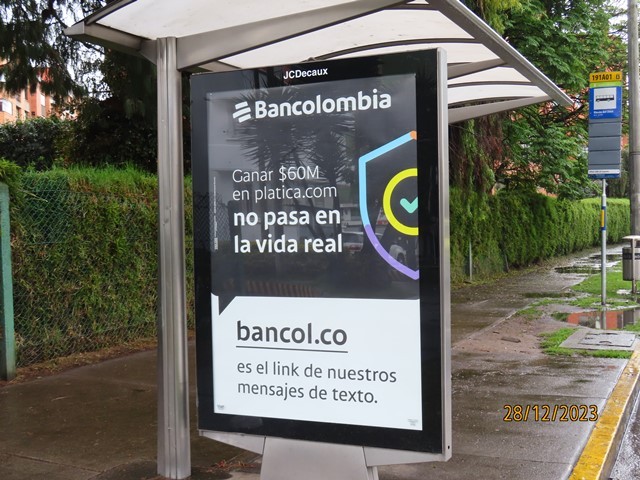 JCDecaux
Bancolombia
Ganar $60M
en platica.com
no pasa en
la vida real
bancol.co
es el link de nuestros
mensajes de texto.
191A01
28/12/2023